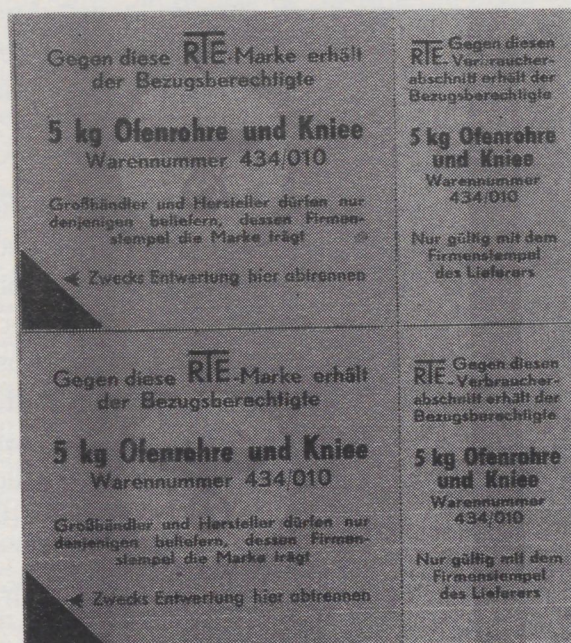 Gegen diese RTE-Marke erhält
der Bezugsberechtigte
5 kg Ofenrohre und Kniee
Warennummer 434/010
Großhändler und Hersteller dürfen nur
denjenigen beliefern, dessen Firmen-
stempel die Marke trägt
Zwecks Entwertung hier abtrennen
RTE-Gegen diesen
Verbraucher-
abschnitt erhält der
Bezugsberechtigte
5 kg Ofenrohre
und Kniee
Warennummer
434/010
Nur gültig mit dem
Firmenstempel
des Lieferers
Gegen diese RTE-Marke erhält
der Bezugsberechtigte
5 kg Ofenrohre und Kniee
Warennummer 434/010
Großhändler und Hersteller dürfen nur
denjenigen beliefern, dessen Firmen-
stempel die Marke trägt
Zwecks Entwertung hier abtrennen
RTE-Gegen diesen
Verbraucher-
abschnitt erhält der
Bezugsberechtigte
5 kg Ofenrohre
und Kniee
Warennummer
434/010
Nur gültig mit dem
Firmenstempel
des Lieferers